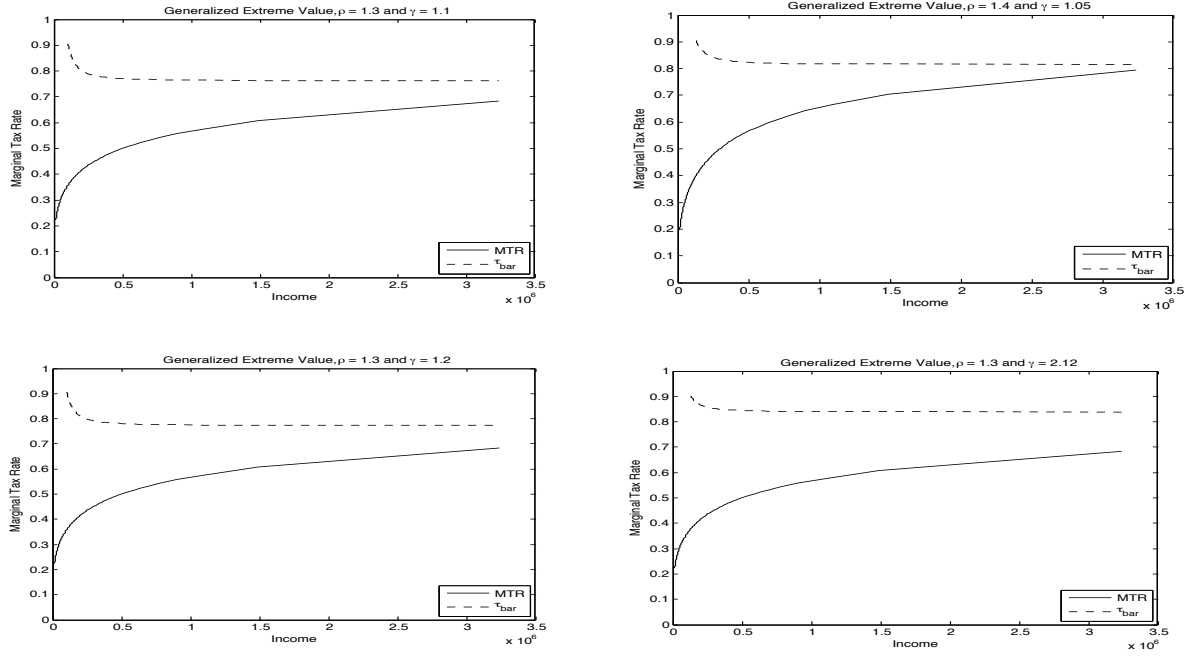 Generalized Extreme Value,ρ = 1.3 and γ = 1.1
Marginal Tax Rate
1
0.9
0.8
0.7
0.6
0.5
0.4
0.3
0.2
0.1
0
0 0.5 1 1.5 2 2.5 3 3.5
x 10^6
Income
MTR
τ_bar
Generalized Extreme Value,ρ = 1.4 and γ = 1.05
Marginal Tax Rate
1
0.9
0.8
0.7
0.6
0.5
0.4
0.3
0.2
0.1
0
0 0.5 1 1.5 2 2.5 3 3.5
x 10^6
Income
MTR
τ_bar
Generalized Extreme Value,ρ = 1.3 and γ = 1.2
Marginal Tax Rate
1
0.9
0.8
0.7
0.6
0.5
0.4
0.3
0.2
0.1
0
0 0.5 1 1.5 2 2.5 3 3.5
x 10^6
Income
MTR
τ_bar
Generalized Extreme Value,ρ = 1.3 and γ = 2.12
Marginal Tax Rate
1
0.9
0.8
0.7
0.6
0.5
0.4
0.3
0.2
0.1
0
0 0.5 1 1.5 2 2.5 3 3.5
x 10^6
Income
MTR
τ_bar